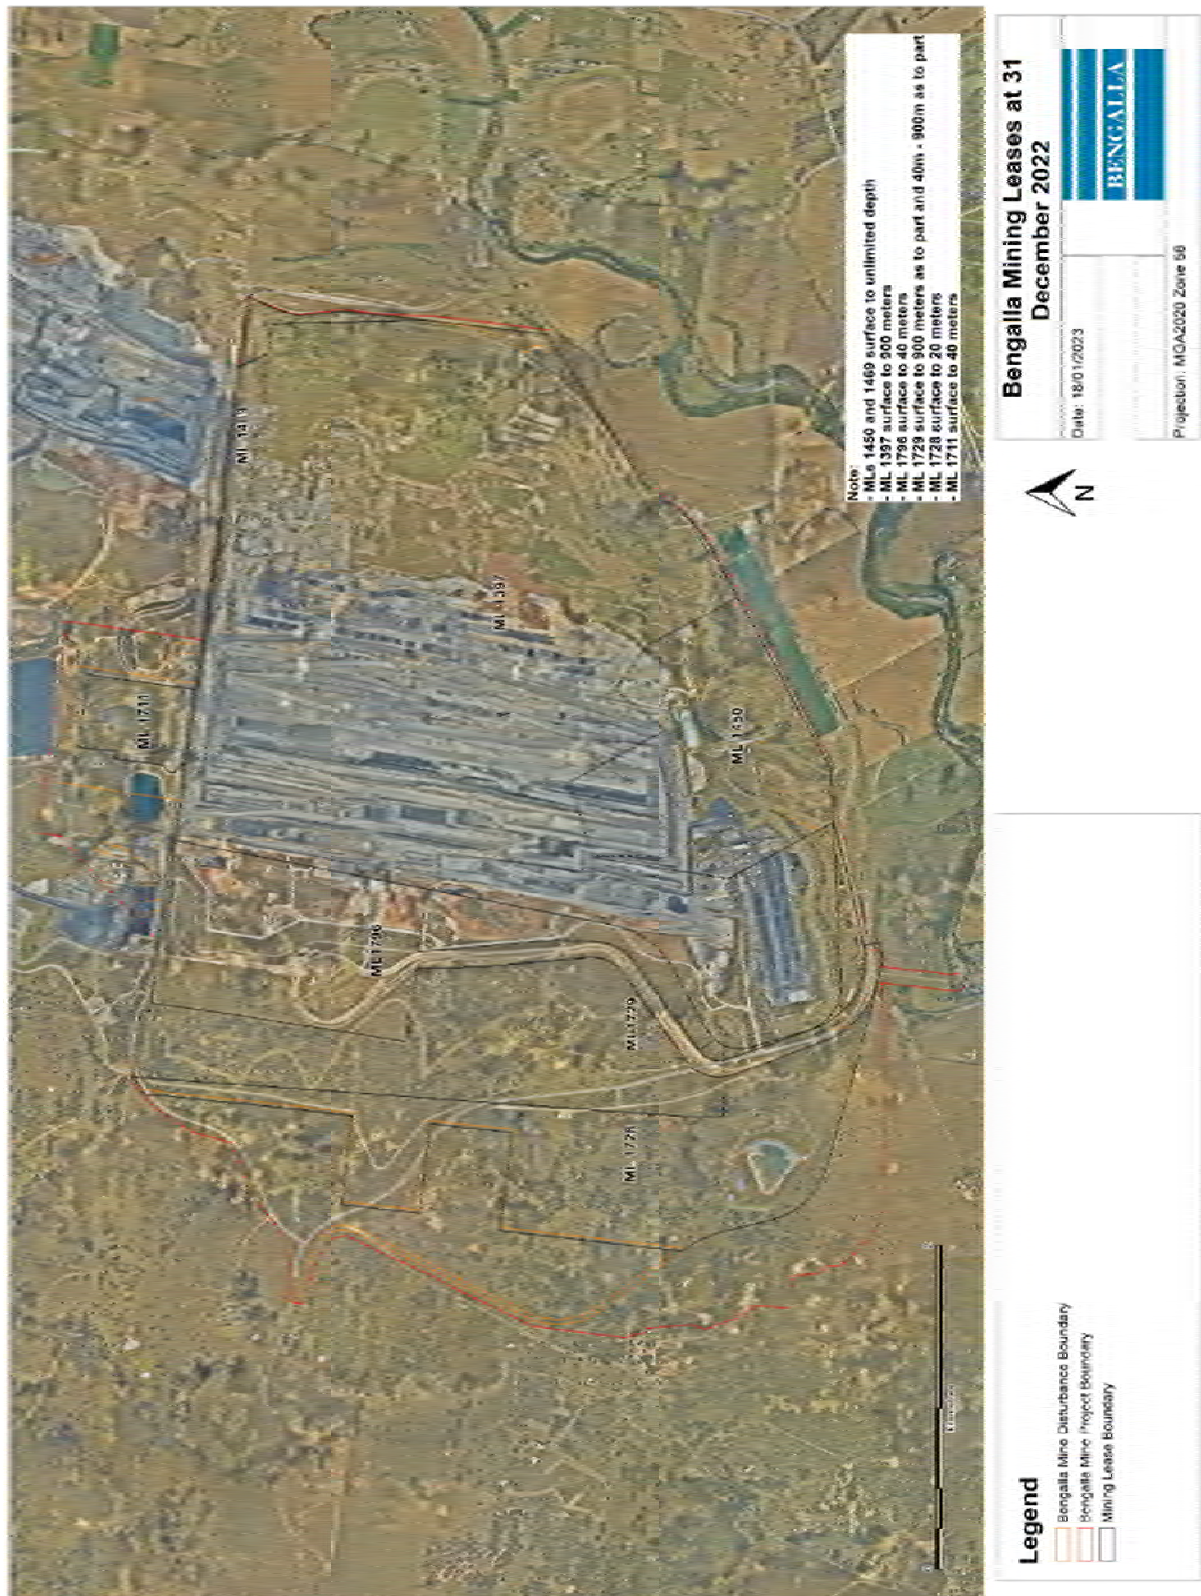 ML 1469
ML 1711
ML 1397
ML 1450
ML1796
ML1729
ML 1728
Note:
- MLs 1450 and 1469 surface to unlimited depth
- ML 1397 surface to 900 meters
- ML 1796 surface to 40 meters
- ML 1729 surface to 900 meters as to part and 40m - 900m as to part
- ML 1728 surface to 20 meters
- ML 1711 surface to 40 meters
Legend
Bengalla Mine Disturbance Boundary
Bengalla Mine Project Boundary
Mining Lease Boundary
N
Bengalla Mining Leases at 31
December 2022
Date: 18/01/2023
BENGALLA
Projection: MGA2020 Zone 56